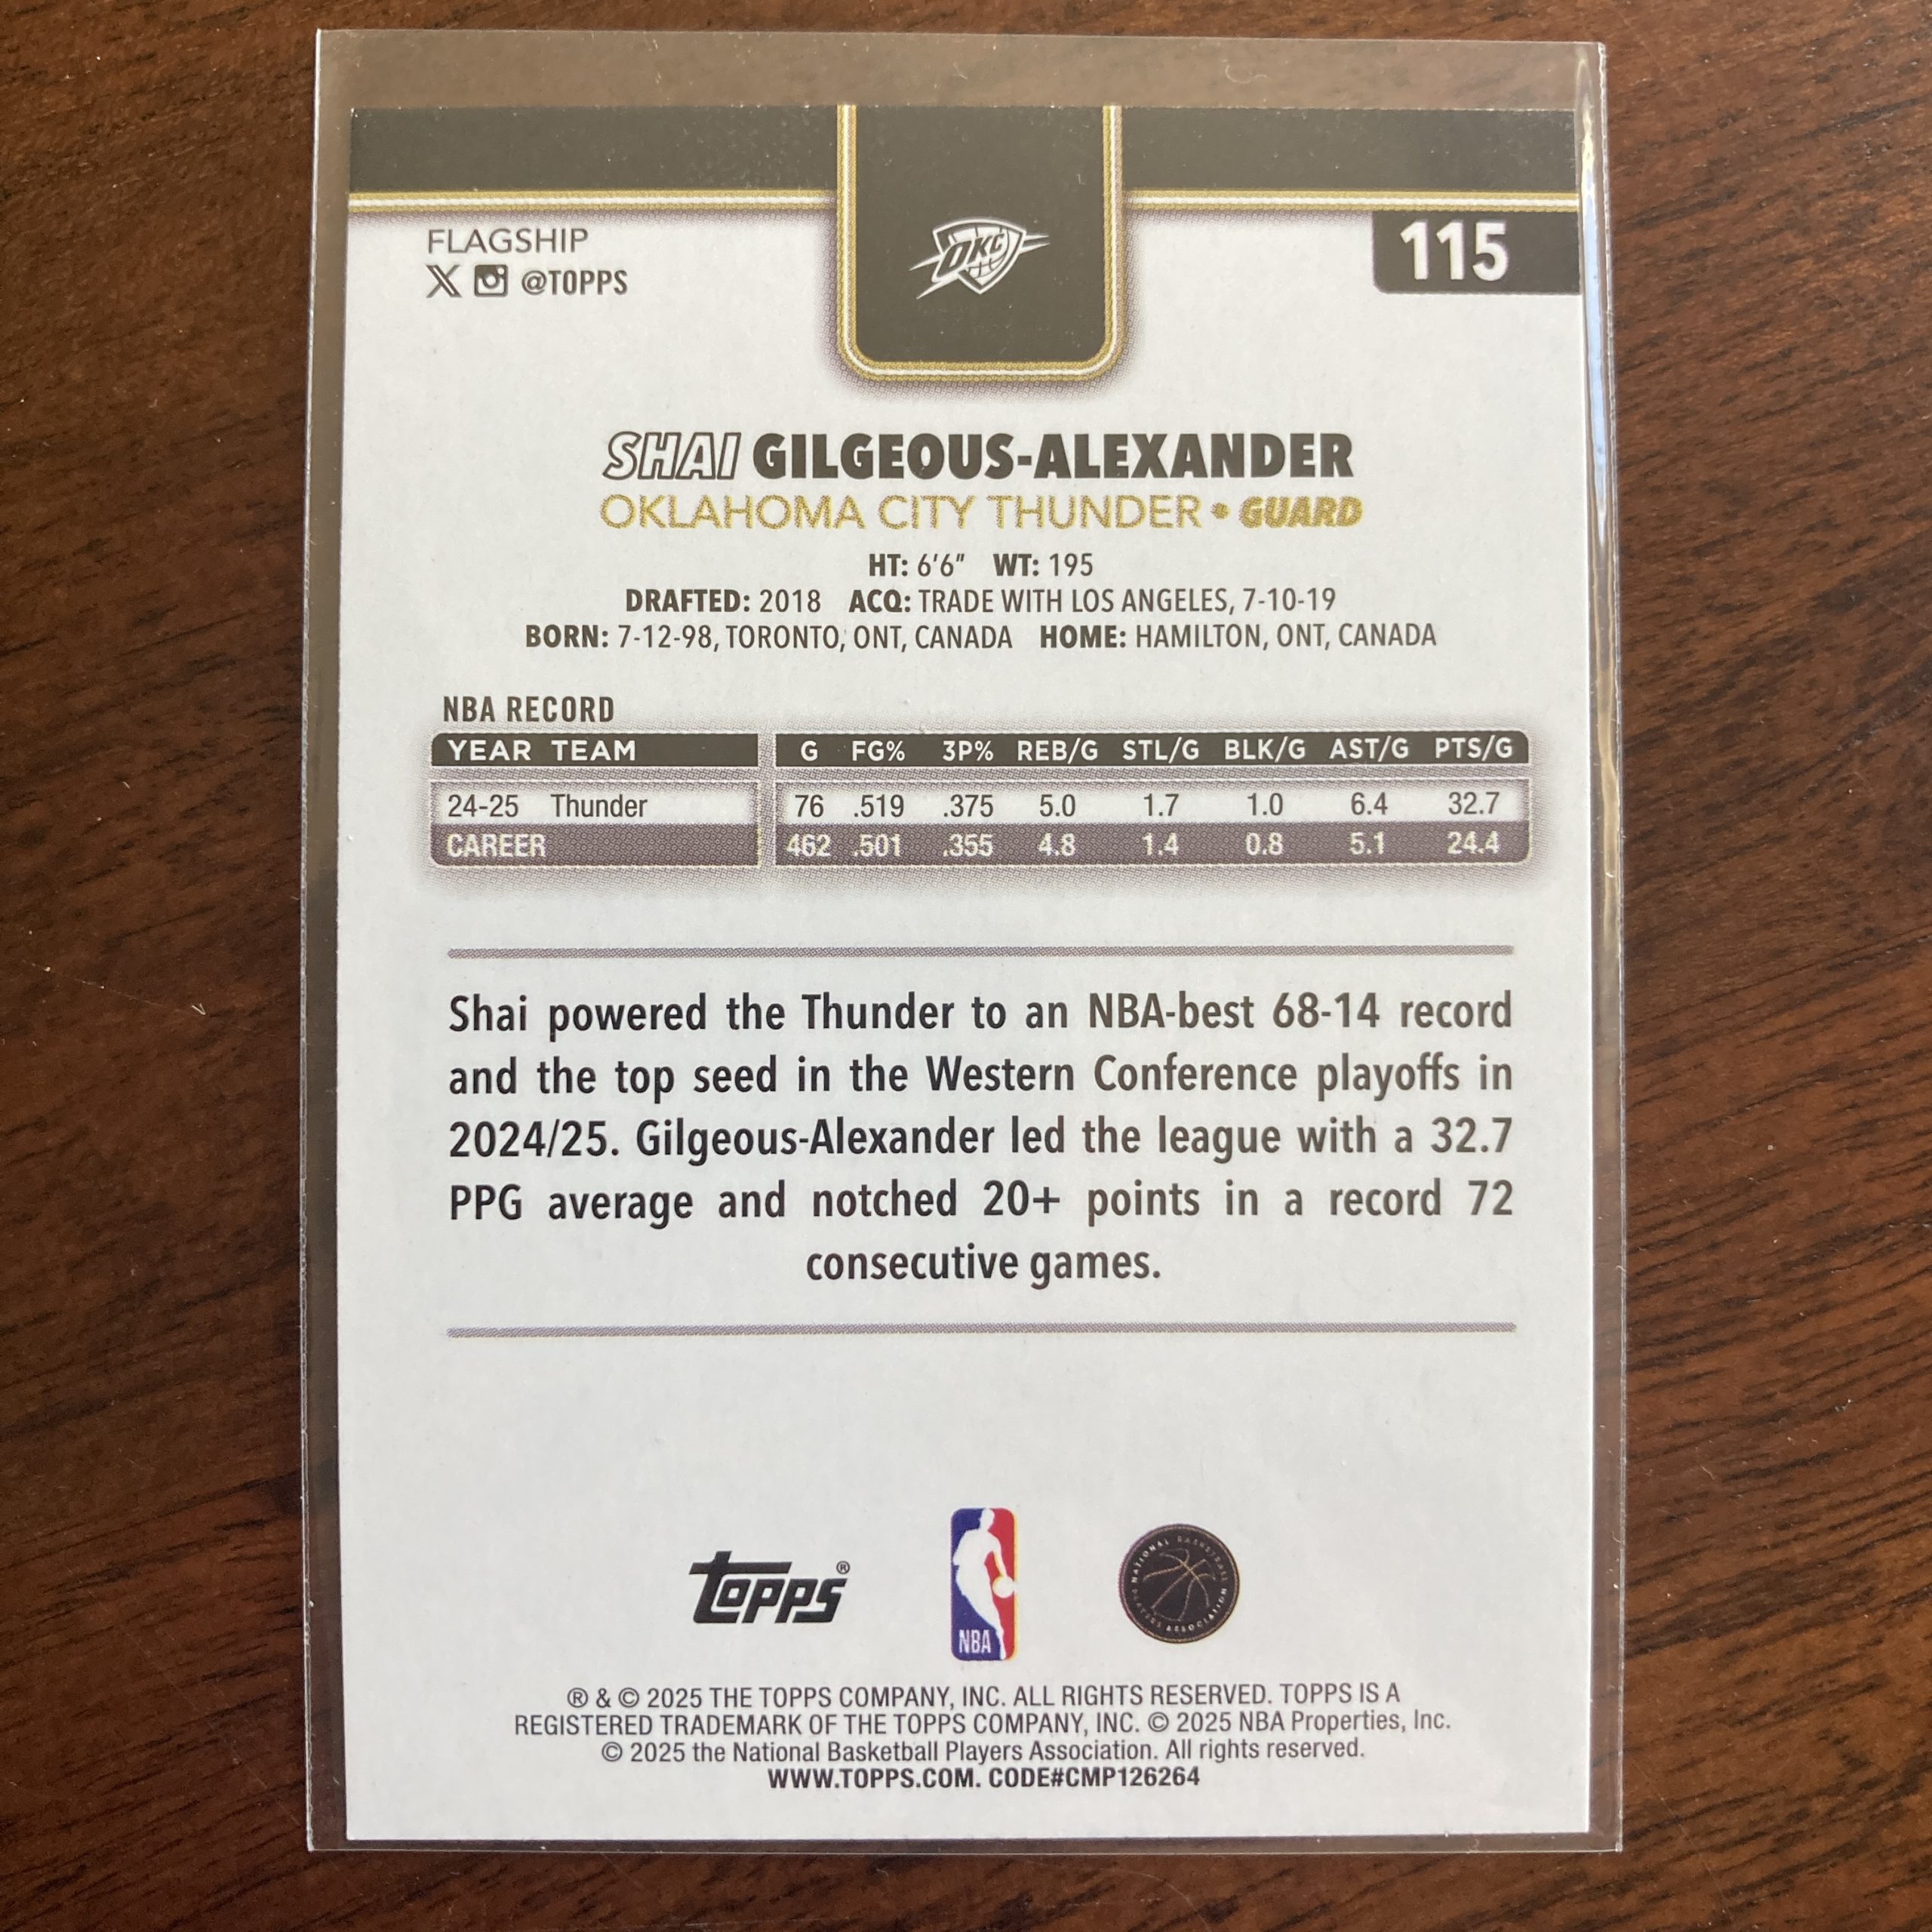 FLAGSHIP
X @TOPPS
OKC
115
SHAI GILGEOUS-ALEXANDER
OKLAHOMA CITY THUNDER • GUARD
HT: 6'6" WT: 195
DRAFTED: 2018 ACQ: TRADE WITH LOS ANGELES, 7-10-19
BORN: 7-12-98, TORONTO, ONT, CANADA HOME: HAMILTON, ONT, CANADA
NBA RECORD
YEAR TEAM G FG% 3P% REB/G STL/G BLK/G AST/G PTS/G
24-25 Thunder 76 .519 .375 5.0 1.7 1.0 6.4 32.7
CAREER 462 .501 .355 4.8 1.4 0.8 5.1 24.4
Shai powered the Thunder to an NBA-best 68-14 record
and the top seed in the Western Conference playoffs in
2024/25. Gilgeous-Alexander led the league with a 32.7
PPG average and notched 20+ points in a record 72
consecutive games.
TOPPS®
NBA
NATIONAL BASKETBALL PLAYERS ASSOCIATION
® & © 2025 THE TOPPS COMPANY, INC. ALL RIGHTS RESERVED. TOPPS IS A
REGISTERED TRADEMARK OF THE TOPPS COMPANY, INC. © 2025 NBA Properties, Inc.
© 2025 the National Basketball Players Association. All rights reserved.
WWW.TOPPS.COM. CODE#CMP126264